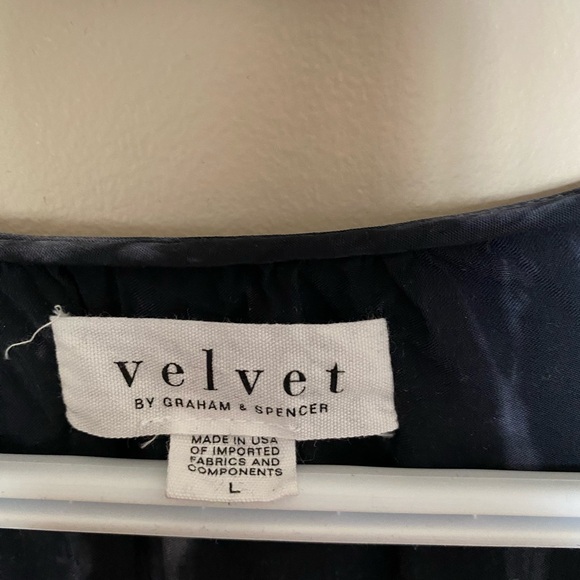 velvet
BY GRAHAM & SPENCER
MADE IN USA
OF IMPORTED
FABRICS AND
COMPONENTS
L